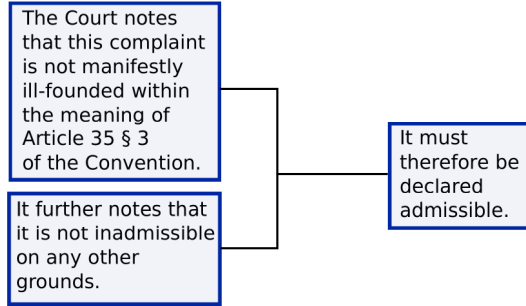 The Court notes
that this complaint
is not manifestly
ill-founded within
the meaning of
Article 35 § 3
of the Convention.
It further notes that
it is not inadmissible
on any other
grounds.
It must
therefore be
declared
admissible.